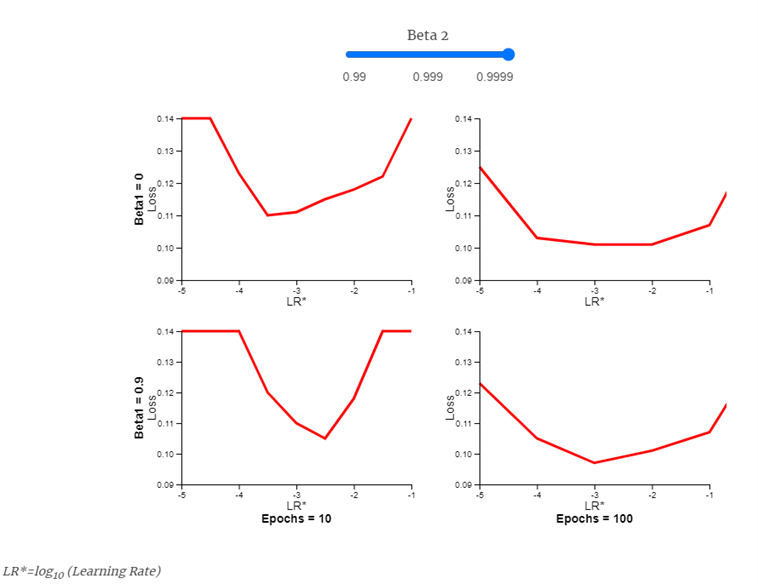 Beta 2
0.99 0.999 0.9999
0.14 0.13 0.12 0.11 0.10 0.09
Beta1 = 0
Loss
-5 -4 -3 -2 -1
LR*
0.14 0.13 0.12 0.11 0.10 0.09
Loss
-5 -4 -3 -2 -1
LR*
0.14 0.13 0.12 0.11 0.10 0.09
Beta1 = 0.9
Loss
-5 -4 -3 -2 -1
LR*
Epochs = 10
0.14 0.13 0.12 0.11 0.10 0.09
Loss
-5 -4 -3 -2 -1
LR*
Epochs = 100
LR*=log10 (Learning Rate)